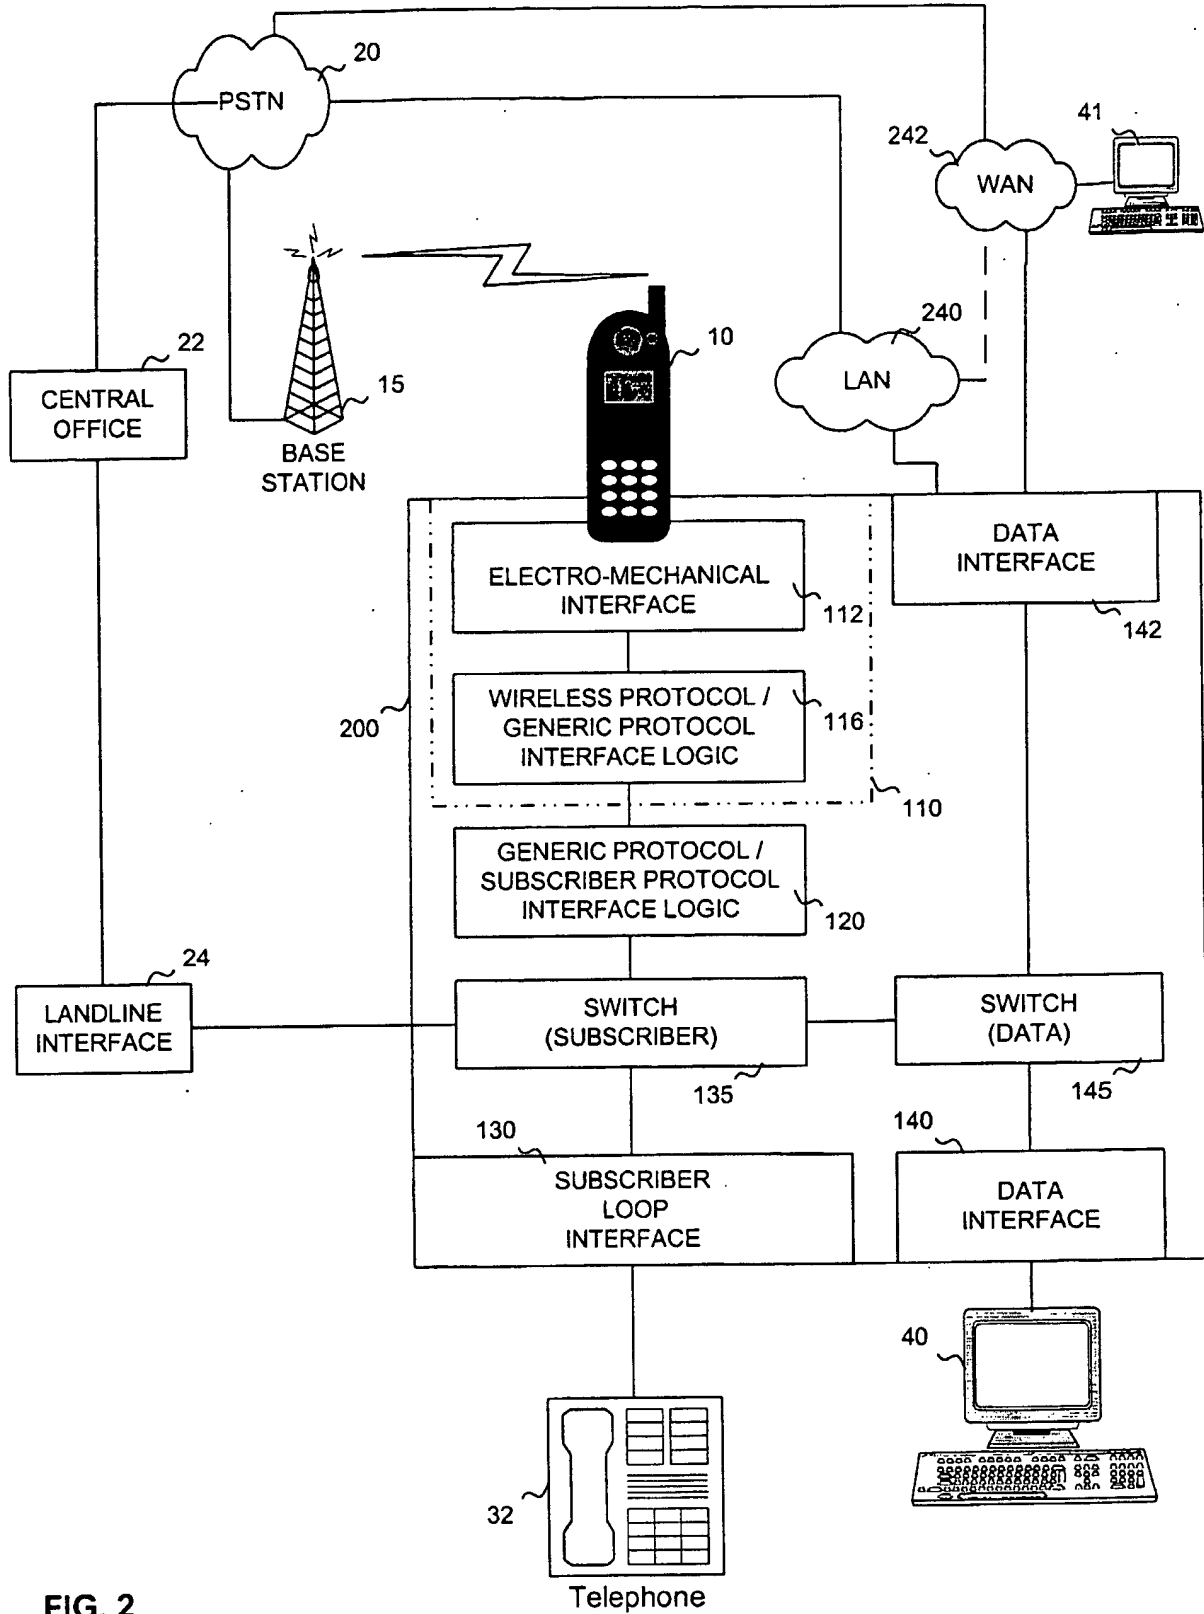 20
PSTN
41
242
WAN
240
10
LAN
22
CENTRAL
OFFICE
15
BASE
STATION
DATA
INTERFACE
142
ELECTRO-MECHANICAL
INTERFACE
112
WIRELESS PROTOCOL /
GENERIC PROTOCOL
INTERFACE LOGIC
116
200
110
GENERIC PROTOCOL /
SUBSCRIBER PROTOCOL
INTERFACE LOGIC
120
24
LANDLINE
INTERFACE
SWITCH
(SUBSCRIBER)
135
SWITCH
(DATA)
145
130
SUBSCRIBER
LOOP
INTERFACE
140
DATA
INTERFACE
40
32
Telephone
FIG. 2